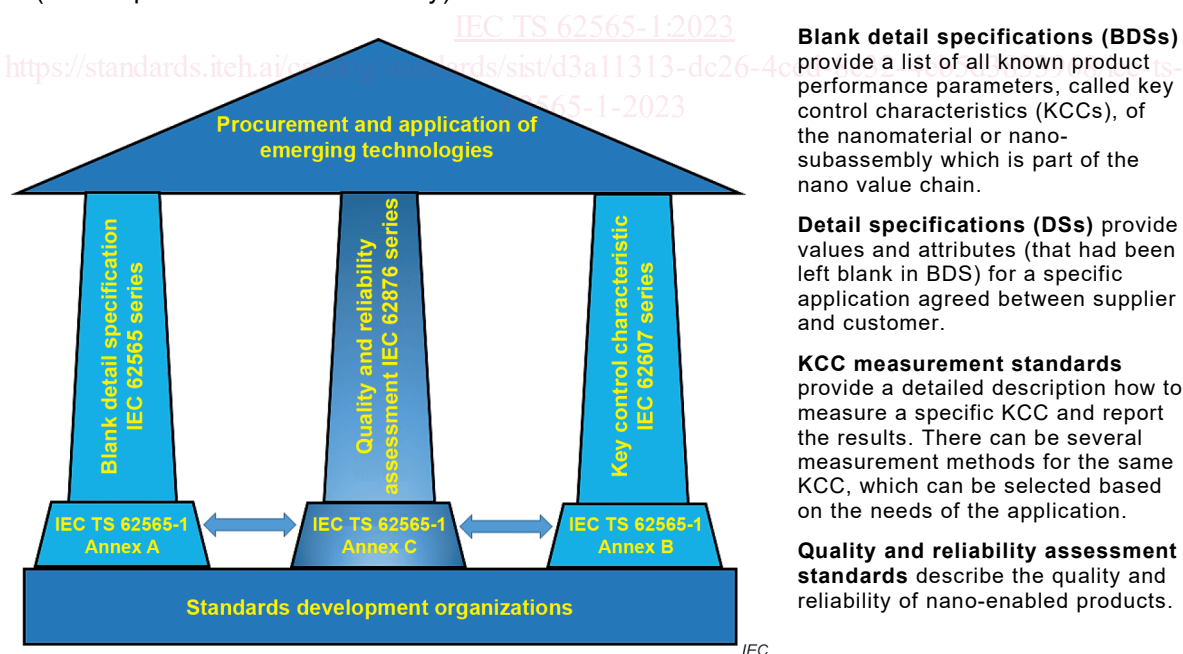 IEC TS 62565-1:2023
Procurement and application of
emerging technologies
Blank detail specification
IEC 62565 series
Quality and reliability
assessment IEC 62876 series
Key control characteristic
IEC 62607 series
IEC TS 62565-1
Annex A
IEC TS 62565-1
Annex C
IEC TS 62565-1
Annex B
Standards development organizations
IEC
Blank detail specifications (BDSs)
provide a list of all known product
performance parameters, called key
control characteristics (KCCs), of
the nanomaterial or nano-
subassembly which is part of the
nano value chain.
Detail specifications (DSs) provide
values and attributes (that had been
left blank in BDS) for a specific
application agreed between supplier
and customer.
KCC measurement standards
provide a detailed description how to
measure a specific KCC and report
the results. There can be several
measurement methods for the same
KCC, which can be selected based
on the needs of the application.
Quality and reliability assessment
standards describe the quality and
reliability of nano-enabled products.